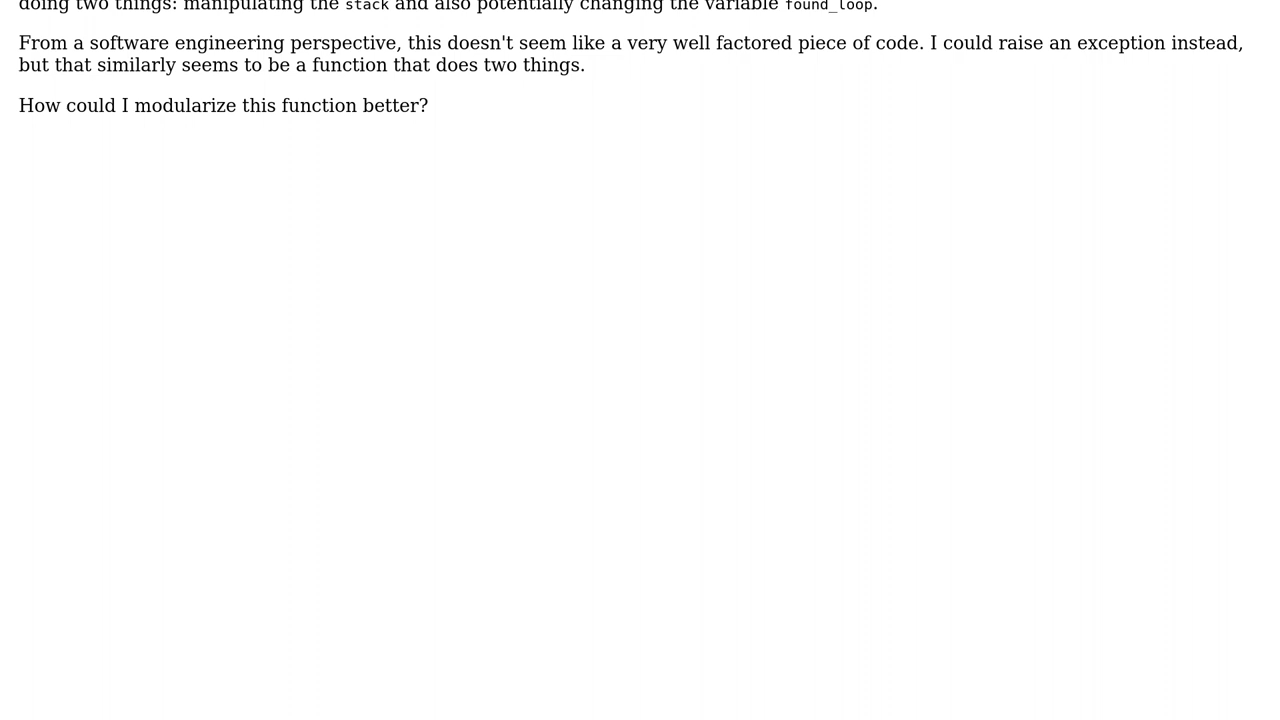 doing two things: manipulating the stack and also potentially changing the variable found_loop.
From a software engineering perspective, this doesn't seem like a very well factored piece of code. I could raise an exception instead,
but that similarly seems to be a function that does two things.
How could I modularize this function better?